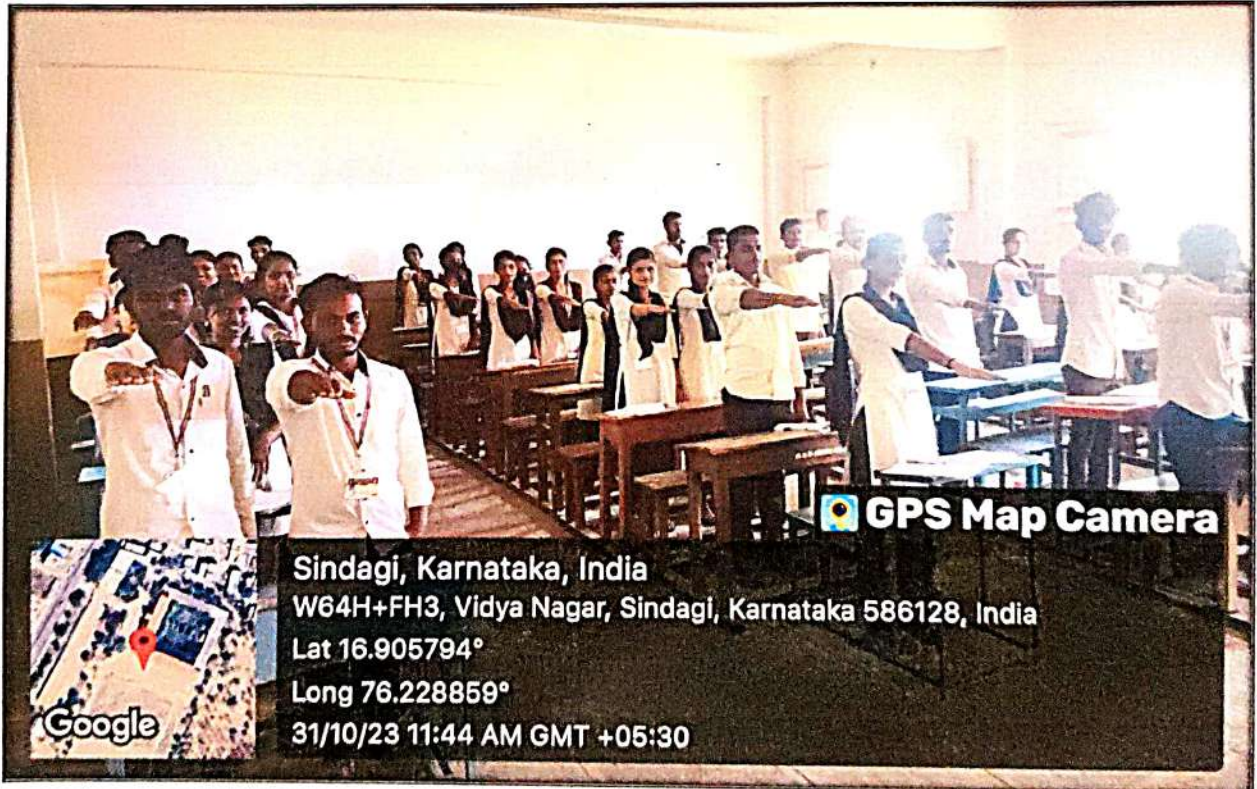 GPS Map Camera
Sindagi, Karnataka, India
W64H+FH3, Vidya Nagar, Sindagi, Karnataka 586128, India
Lat 16.905794°
Long 76.228859°
31/10/23 11:44 AM GMT +05:30
Google